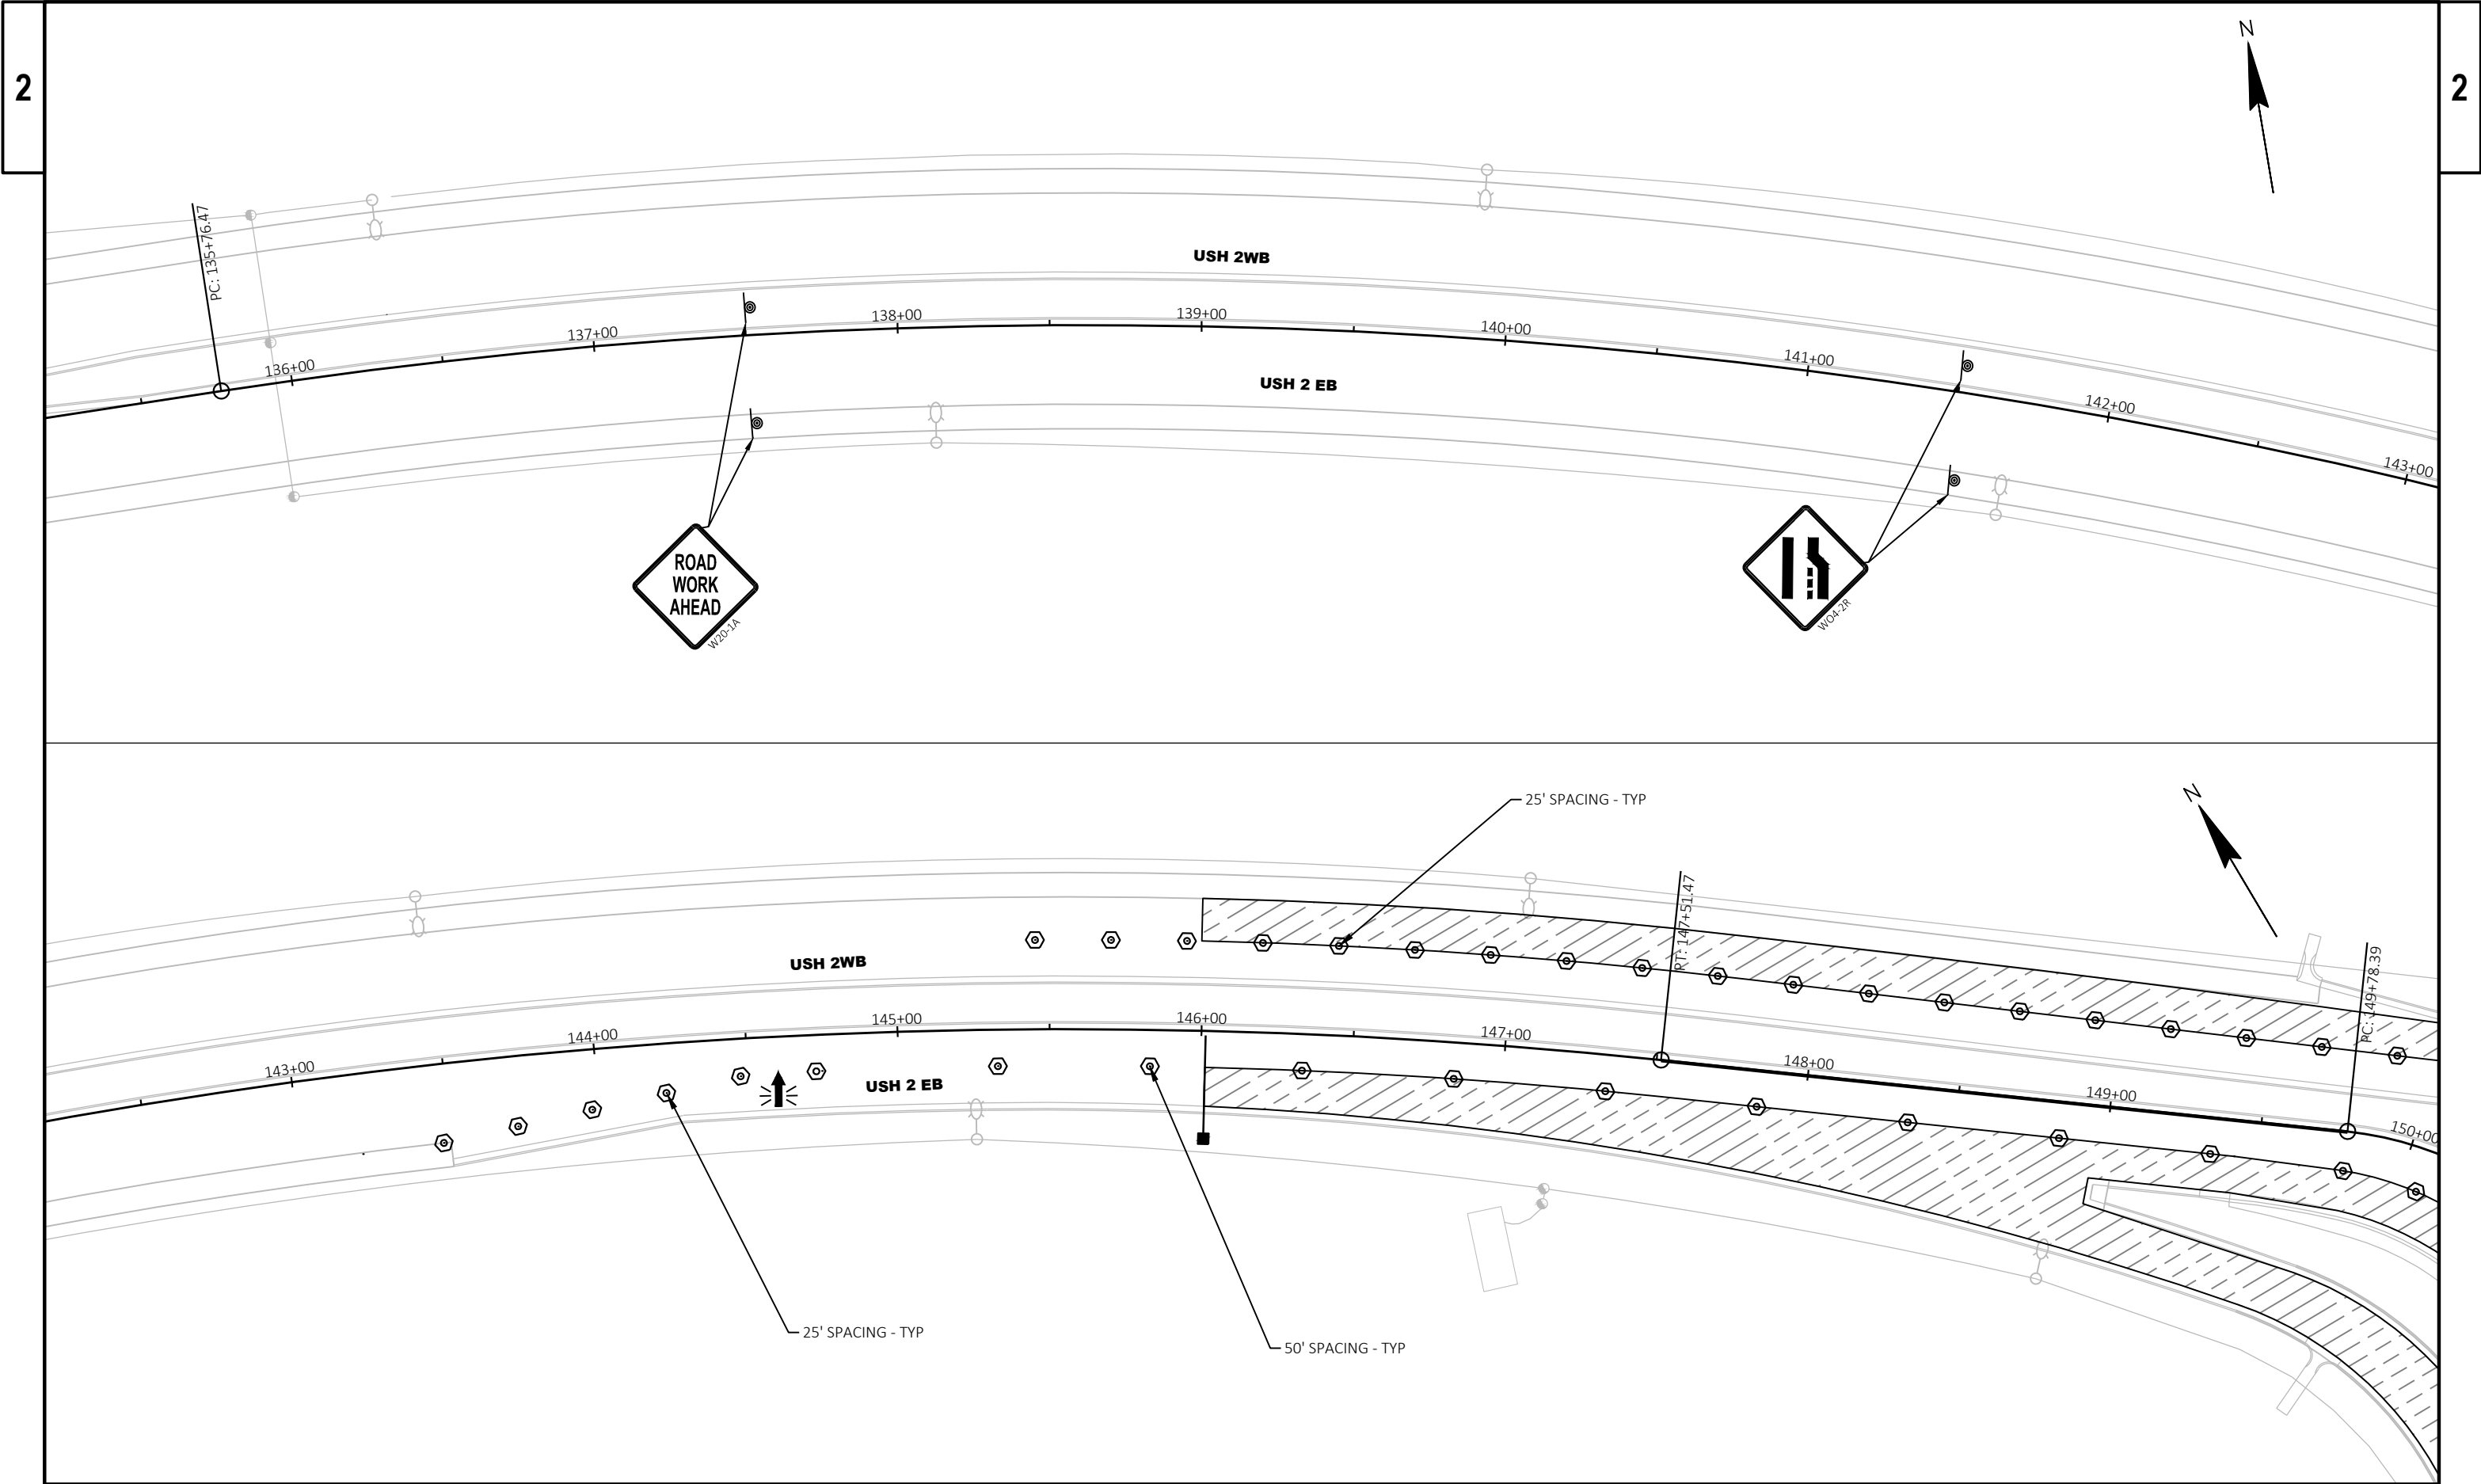 2
2
N
PC: 135+76.47
USH 2WB
136+00
137+00
138+00
139+00
140+00
141+00
142+00
143+00
USH 2 EB
ROAD
WORK
AHEAD
W20-1A
WO4-2R
N
25' SPACING - TYP
PT: 147+51.47
PC: 149+78.39
USH 2WB
143+00
144+00
145+00
146+00
147+00
148+00
149+00
150+00
USH 2 EB
25' SPACING - TYP
50' SPACING - TYP